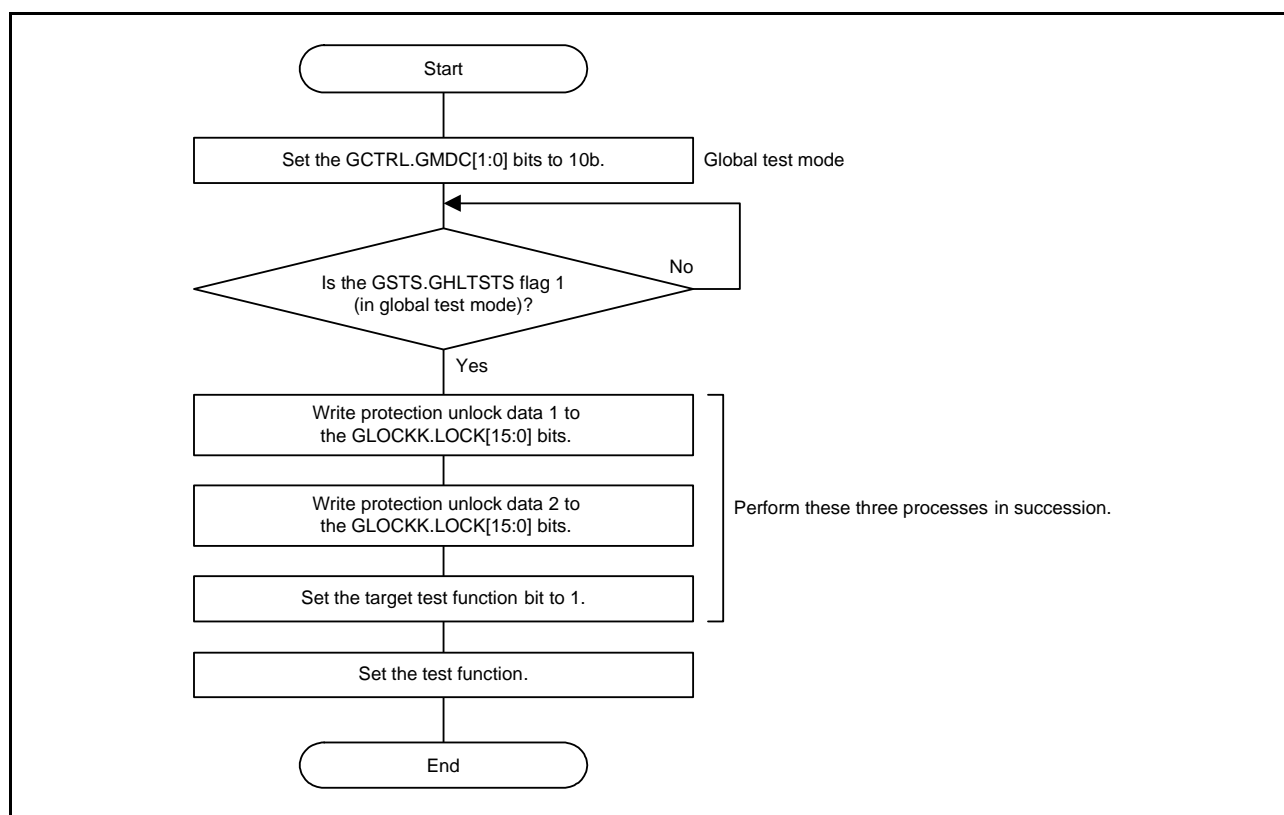 Start
Set the GCTRL.GMDC[1:0] bits to 10b.
Global test mode
No
Is the GSTS.GHLTSTS flag 1
(in global test mode)?
Yes
Write protection unlock data 1 to
the GLOCKK.LOCK[15:0] bits.
Write protection unlock data 2 to
the GLOCKK.LOCK[15:0] bits.
Perform these three processes in succession.
Set the target test function bit to 1.
Set the test function.
End